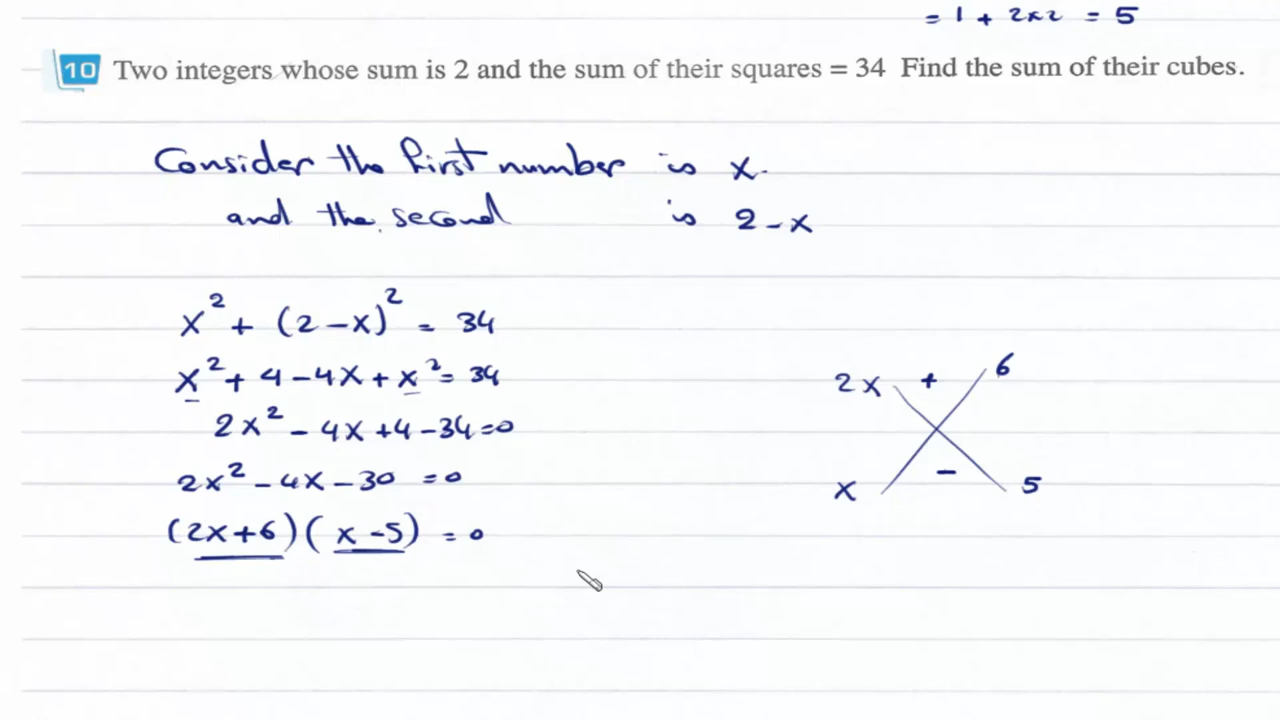 = 1 + 2×2 = 5
10 Two integers whose sum is 2 and the sum of their squares = 34 Find the sum of their cubes.
Consider the first number is x.
and the second is 2 - x
x² + (2 - x)² = 34
x² + 4 - 4x + x² = 34
2x + 6
2x² - 4x + 4 - 34 = 0
2x² - 4x - 30 = 0
x - 5
(2x + 6)(x - 5) = 0